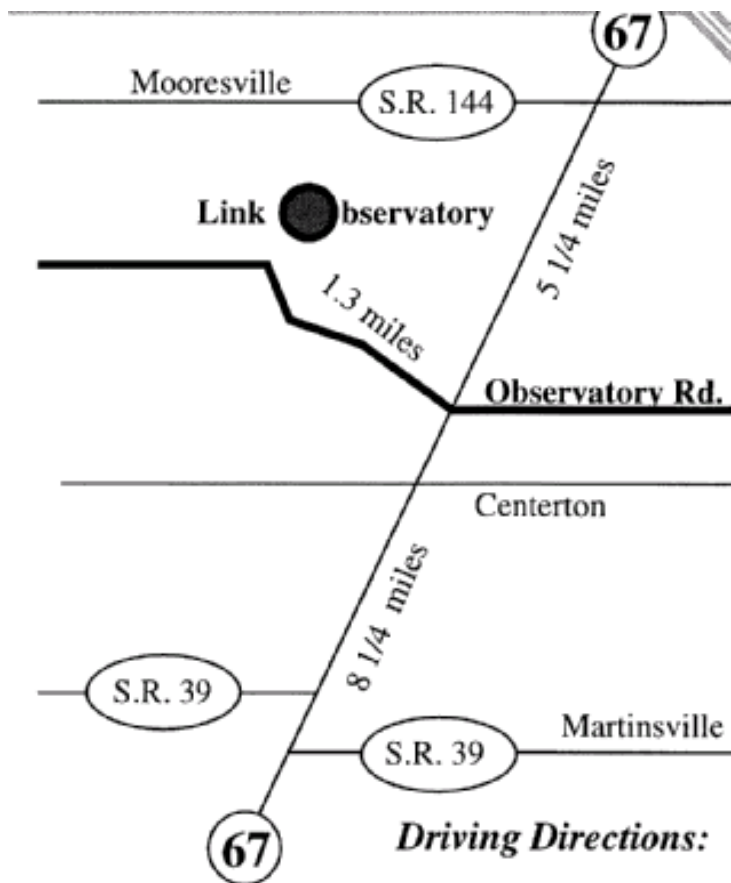 67
Mooresville
S.R. 144
Link Observatory
5 1/4 miles
1.3 miles
Observatory Rd.
Centerton
8 1/4 miles
S.R. 39
Martinsville
S.R. 39
67
Driving Directions: